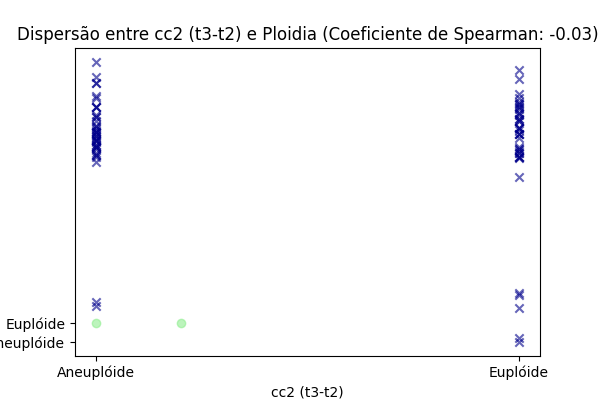 Dispersão entre cc2 (t3-t2) e Ploidia (Coeficiente de Spearman: -0.03)
Euplóide
neuplóide
Aneuplóide Euplóide
cc2 (t3-t2)